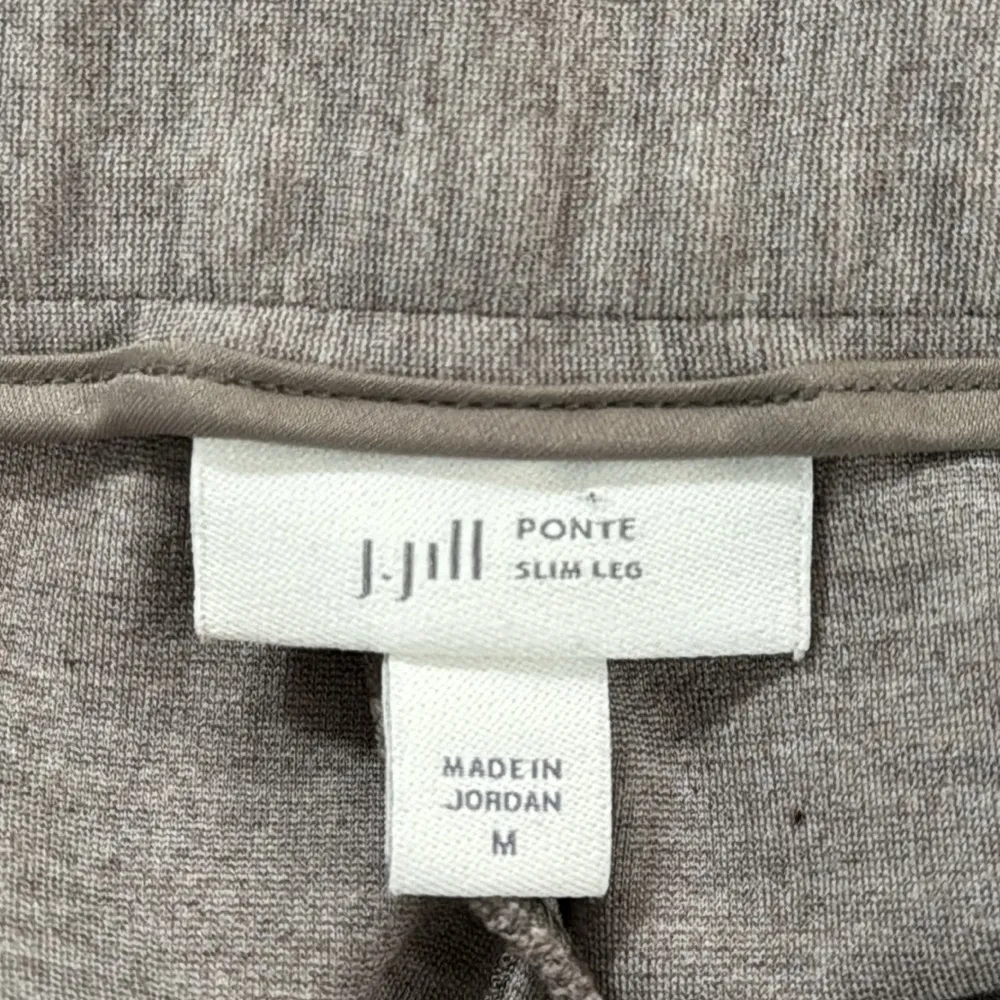 J.Jill
PONTE
SLIM LEG
MADE IN
JORDAN
M